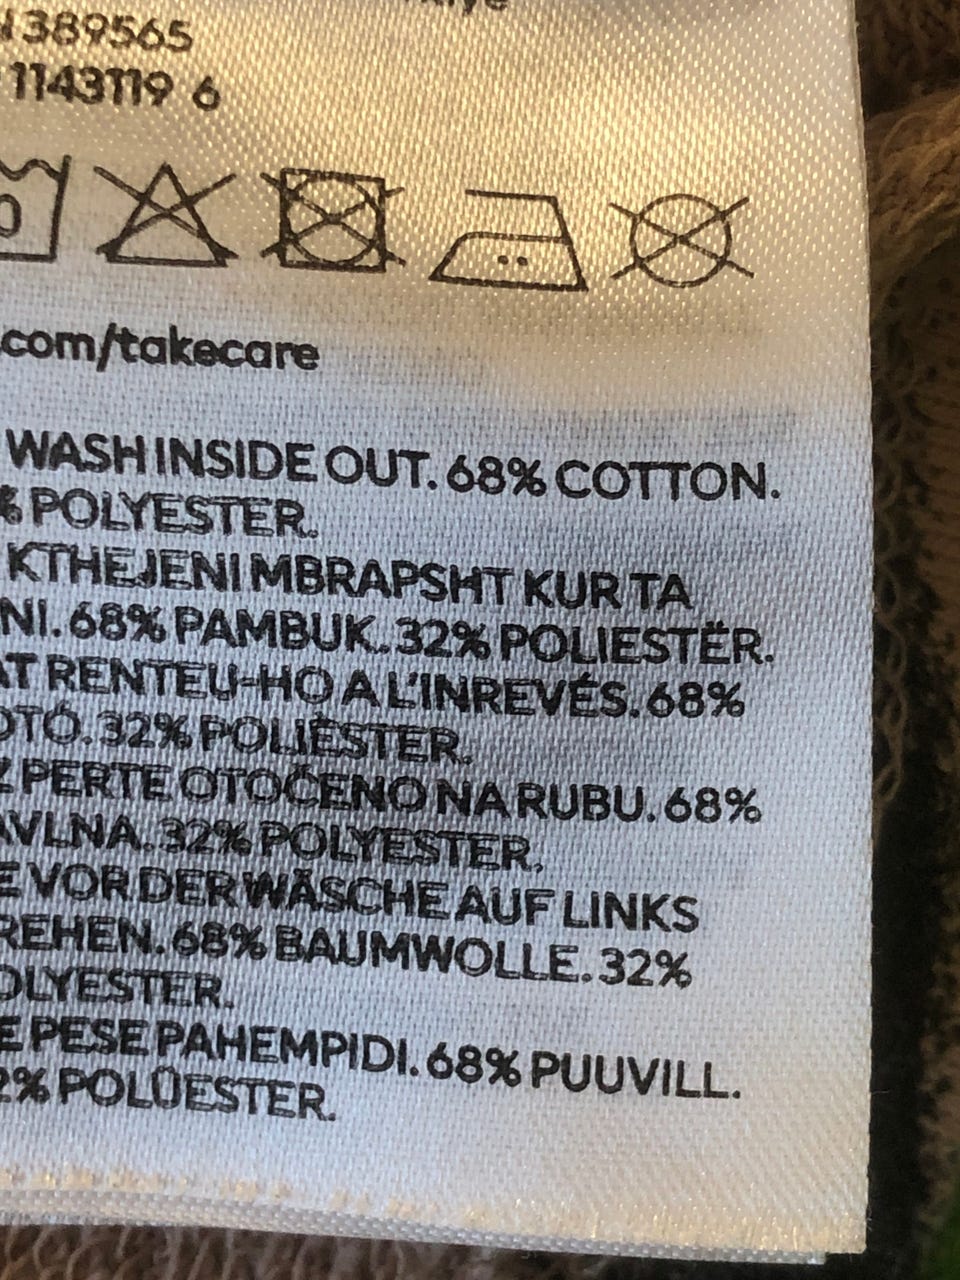 389565
1143119 6
.com/takecare
WASH INSIDE OUT. 68% COTTON.
% POLYESTER.
KTHEJENI MBRAPSHT KUR TA
NI. 68% PAMBUK. 32% POLIESTËR.
AT RENTEU-HO A L'INREVÉS. 68%
OTÓ. 32% POLIÈSTER.
PERTE OTOČENO NA RUBU. 68%
AVLNA. 32% POLYESTER.
E VOR DER WÄSCHE AUF LINKS
REHEN. 68% BAUMWOLLE. 32%
OLYESTER.
E PESE PAHEMPIDI. 68% PUUVILL.
2% POLÜESTER.